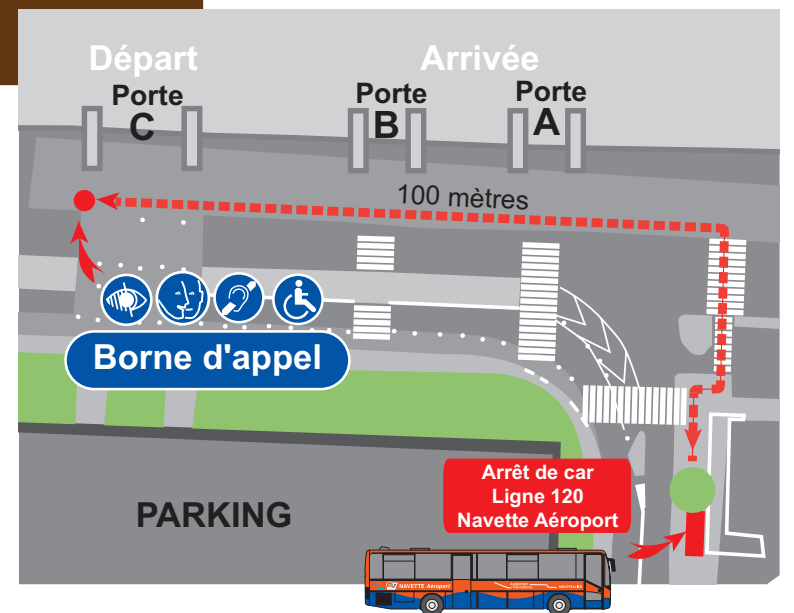 Départ
Arrivée
Porte
C
Porte
B
Porte
A
100 mètres
Borne d'appel
PARKING
Arrêt de car
Ligne 120
Navette Aéroport
NAVETTE Aéroport